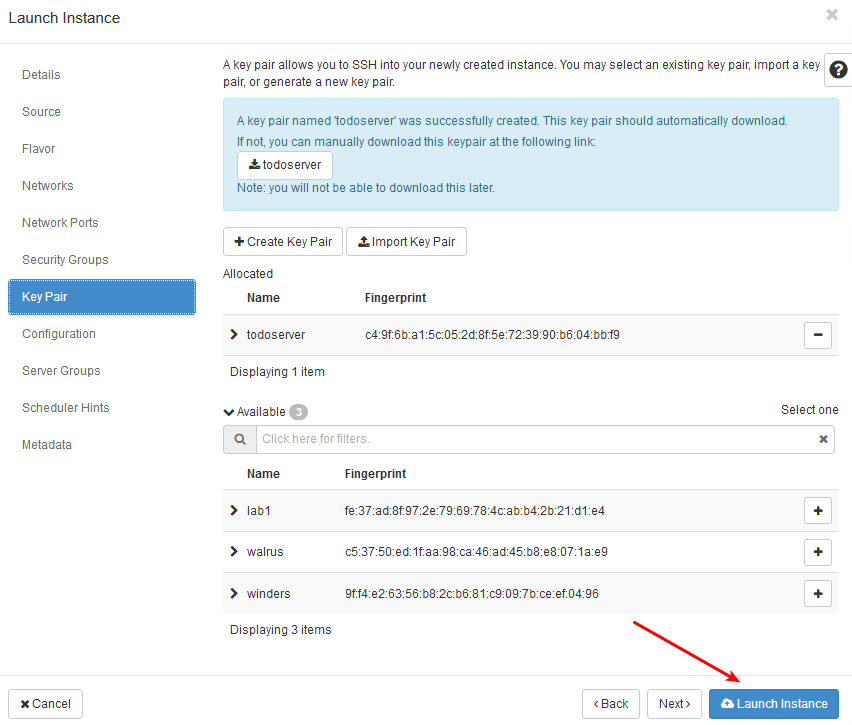 Launch Instance
Details
Source
Flavor
Networks
Network Ports
Security Groups
Key Pair
Configuration
Server Groups
Scheduler Hints
Metadata
A key pair allows you to SSH into your newly created instance. You may select an existing key pair, import a key
pair, or generate a new key pair.
A key pair named 'todoserver' was successfully created. This key pair should automatically download.
If not, you can manually download this keypair at the following link:
todoserver
Note: you will not be able to download this later.
Create Key Pair Import Key Pair
Allocated
Name Fingerprint
todoserver c4:9f:6b:a1:5c:05:2d:8f:5e:72:39:90:b6:04:bb:f9
Displaying 1 item
Available 3 Select one
Click here for filters.
Name Fingerprint
lab1 fe:37:ad:8f:97:2e:79:69:78:4c:ab:b4:2b:21:d1:e4
walrus c5:37:50:ed:1f:aa:98:ca:46:ad:45:b8:e8:07:1a:e9
winders 9f:f4:e2:63:56:b8:2c:b6:81:c9:09:7b:ce:ef:04:96
Displaying 3 items
Cancel Back Next Launch Instance